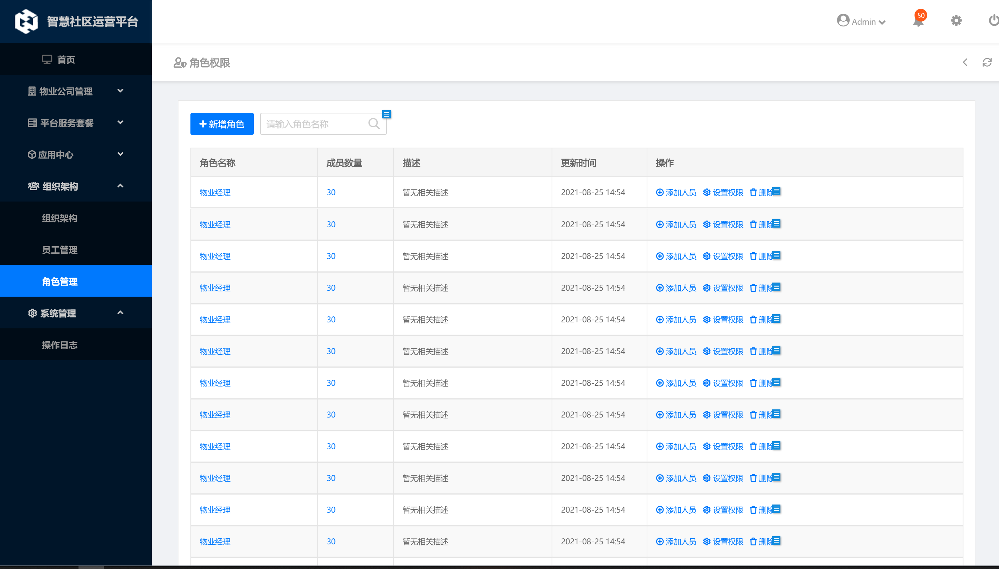 智慧社区运营平台
Admin
50
首页
物业公司管理
平台服务套餐
应用中心
组织架构
组织架构
员工管理
角色管理
系统管理
操作日志
角色权限
新增角色
请输入角色名称
角色名称 成员数量 描述 更新时间 操作
物业经理 30 暂无相关描述 2021-08-25 14:54 添加人员 设置权限 删除
物业经理 30 暂无相关描述 2021-08-25 14:54 添加人员 设置权限 删除
物业经理 30 暂无相关描述 2021-08-25 14:54 添加人员 设置权限 删除
物业经理 30 暂无相关描述 2021-08-25 14:54 添加人员 设置权限 删除
物业经理 30 暂无相关描述 2021-08-25 14:54 添加人员 设置权限 删除
物业经理 30 暂无相关描述 2021-08-25 14:54 添加人员 设置权限 删除
物业经理 30 暂无相关描述 2021-08-25 14:54 添加人员 设置权限 删除
物业经理 30 暂无相关描述 2021-08-25 14:54 添加人员 设置权限 删除
物业经理 30 暂无相关描述 2021-08-25 14:54 添加人员 设置权限 删除
物业经理 30 暂无相关描述 2021-08-25 14:54 添加人员 设置权限 删除
物业经理 30 暂无相关描述 2021-08-25 14:54 添加人员 设置权限 删除
物业经理 30 暂无相关描述 2021-08-25 14:54 添加人员 设置权限 删除